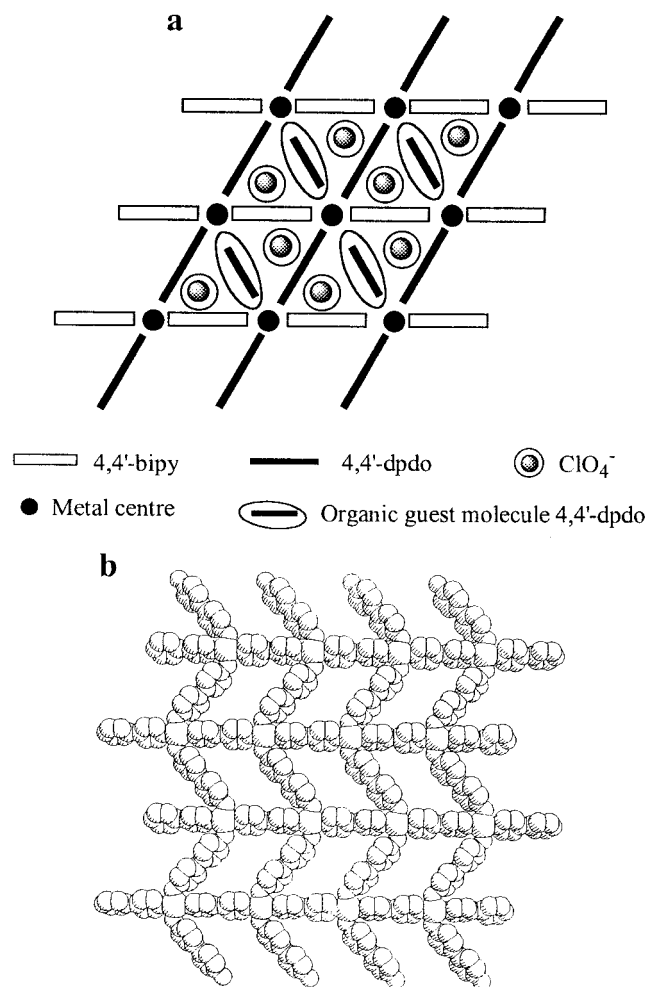 a
4,4'-bipy 4,4'-dpdo ClO₄⁻
Metal centre Organic guest molecule 4,4'-dpdo
b